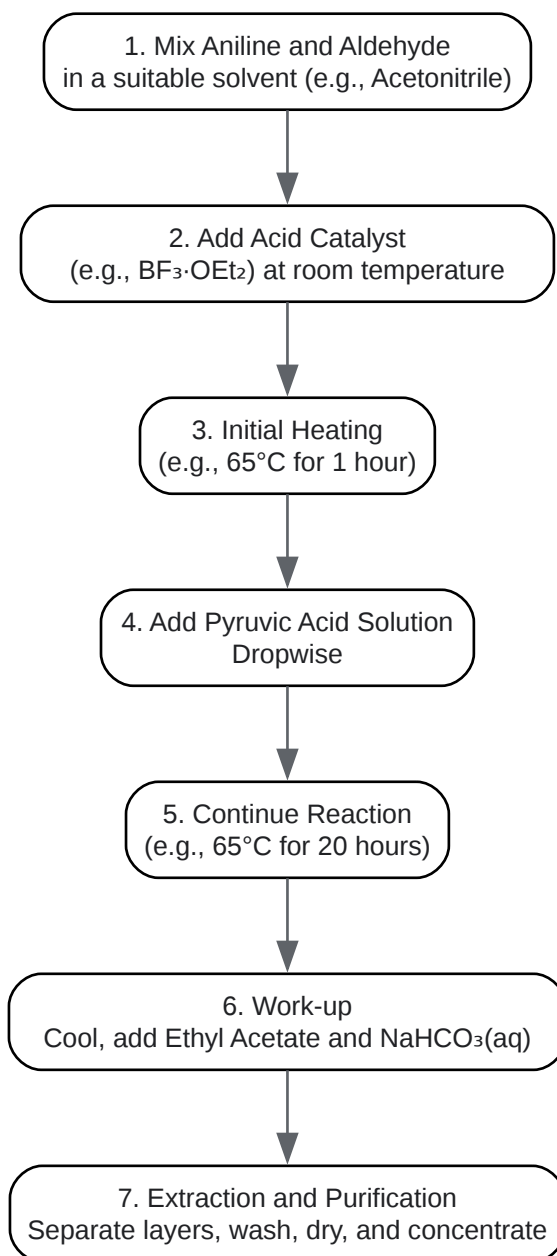 1. Mix Aniline and Aldehyde
in a suitable solvent (e.g., Acetonitrile)
2. Add Acid Catalyst
(e.g., BF₃·OEt₂) at room temperature
3. Initial Heating
(e.g., 65°C for 1 hour)
4. Add Pyruvic Acid Solution
Dropwise
5. Continue Reaction
(e.g., 65°C for 20 hours)
6. Work-up
Cool, add Ethyl Acetate and NaHCO₃(aq)
7. Extraction and Purification
Separate layers, wash, dry, and concentrate